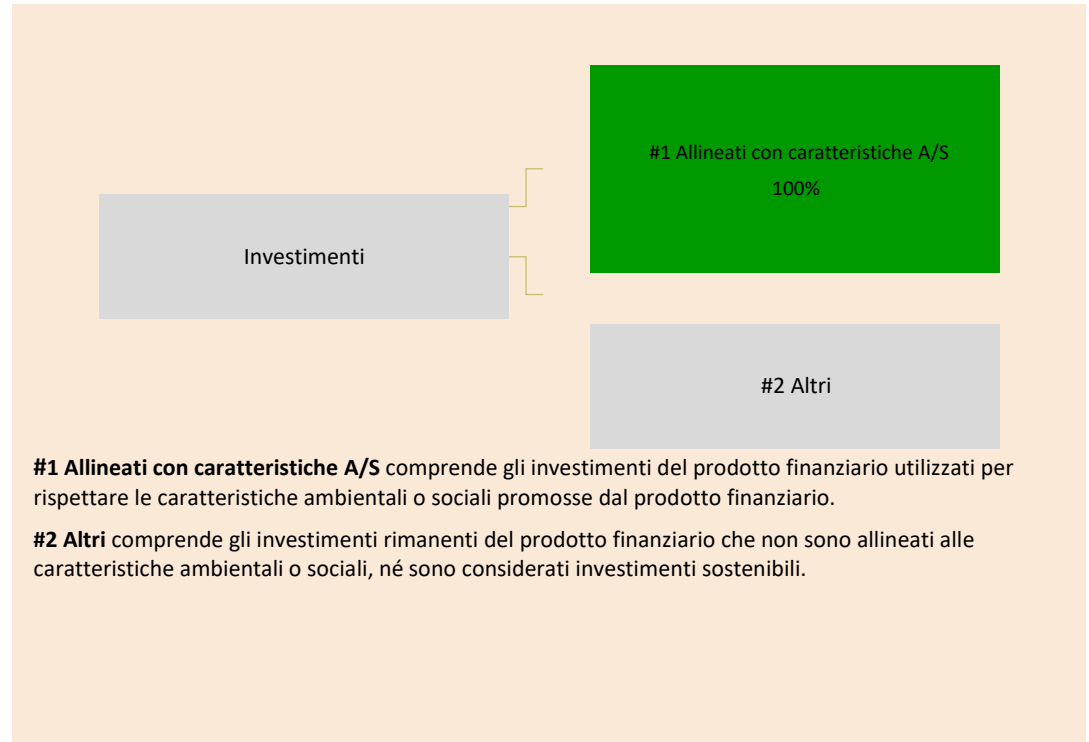 #1 Allineati con caratteristiche A/S
100%
Investimenti
#2 Altri
#1 Allineati con caratteristiche A/S comprende gli investimenti del prodotto finanziario utilizzati per
rispettare le caratteristiche ambientali o sociali promosse dal prodotto finanziario.
#2 Altri comprende gli investimenti rimanenti del prodotto finanziario che non sono allineati alle
caratteristiche ambientali o sociali, né sono considerati investimenti sostenibili.